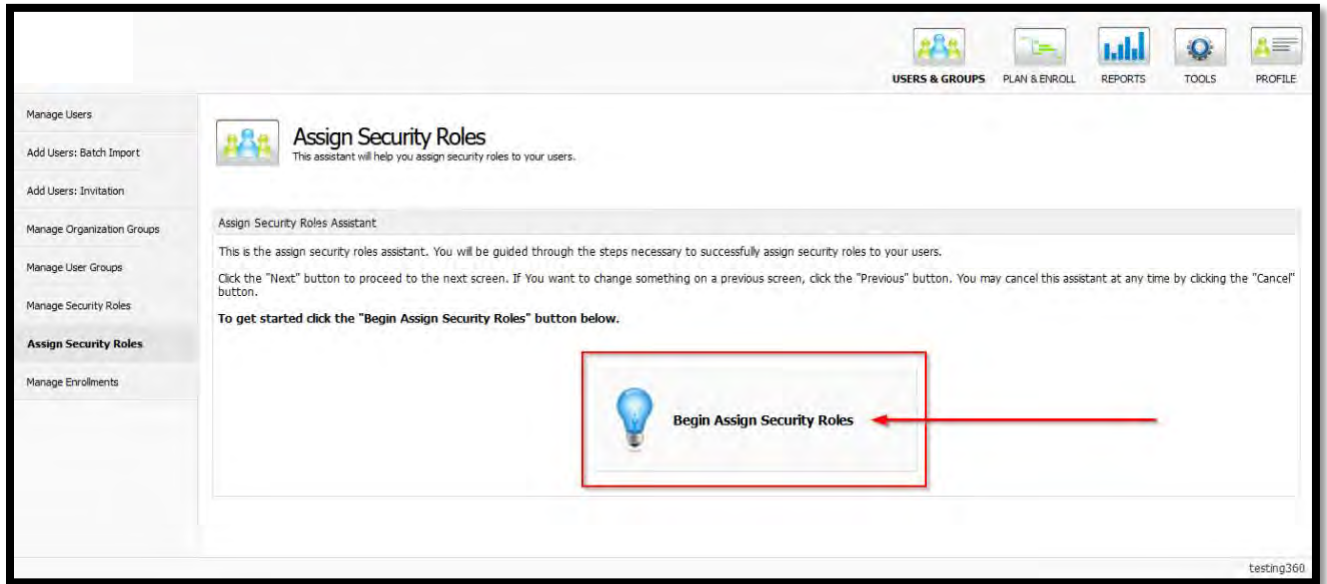 USERS & GROUPS PLAN & ENROLL REPORTS TOOLS PROFILE
Manage Users
Add Users: Batch Import
Add Users: Invitation
Manage Organization Groups
Manage User Groups
Manage Security Roles
Assign Security Roles
Manage Enrollments
Assign Security Roles
This assistant will help you assign security roles to your users.
Assign Security Roles Assistant
This is the assign security roles assistant. You will be guided through the steps necessary to successfully assign security roles to your users.
Click the "Next" button to proceed to the next screen. If You want to change something on a previous screen, click the "Previous" button. You may cancel this assistant at any time by clicking the "Cancel"
button.
To get started click the "Begin Assign Security Roles" button below.
Begin Assign Security Roles
testing360